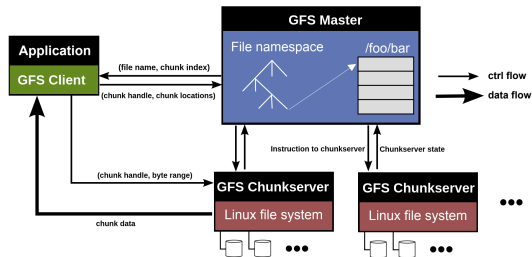 GFS Master
Application
GFS Client
File namespace
/foo/bar
(file name, chunk index)
(chunk handle, chunk locations)
ctrl flow
data flow
Instruction to chunkserver
Chunkserver state
(chunk handle, byte range)
GFS Chunkserver
Linux file system
GFS Chunkserver
Linux file system
chunk data